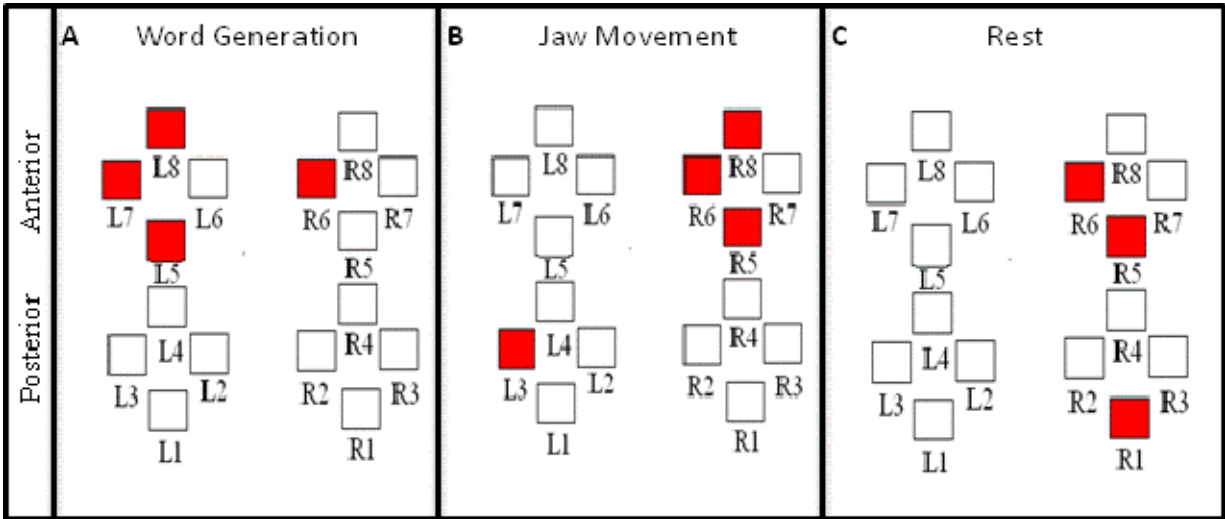 A Word Generation
B Jaw Movement
C Rest
Anterior
Posterior
L8
L7 L6
L5
L4
L3 L2
L1
R8
R6 R7
R5
R4
R2 R3
R1
L8
L7 L6
L5
L4
L3 L2
L1
R8
R6 R7
R5
R4
R2 R3
R1
L8
L7 L6
L5
L4
L3 L2
L1
R8
R6 R7
R5
R4
R2 R3
R1